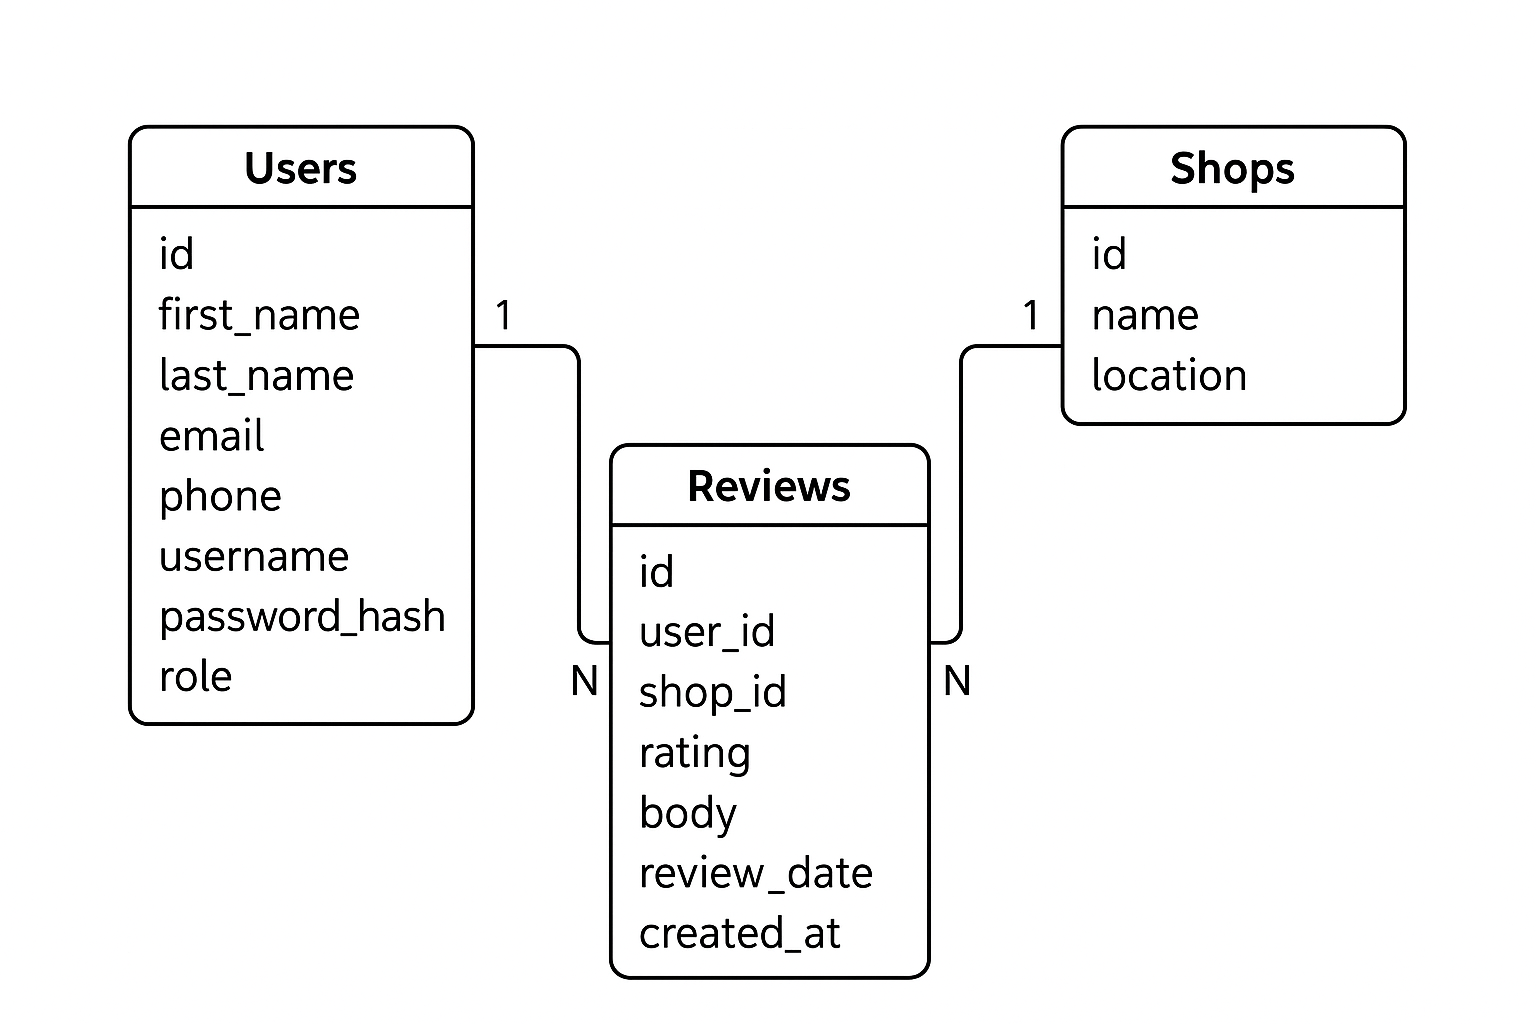 Users
id
first_name
last_name
email
phone
username
password_hash
role
1
N
Reviews
id
user_id
shop_id
rating
body
review_date
created_at
N
1
Shops
id
name
location